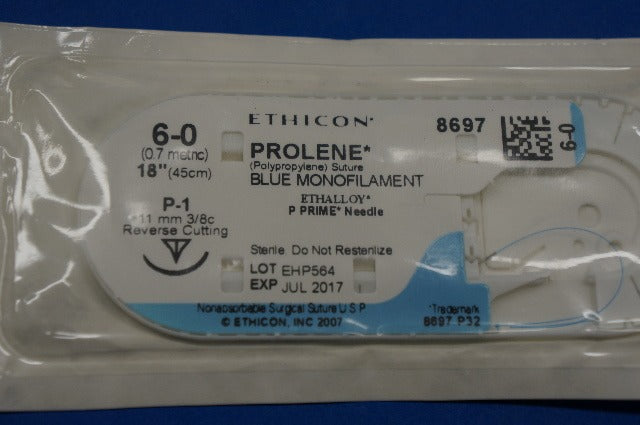 ETHICON*
6-0
(0.7 metric)
18" (45cm)
P-1
11 mm 3/8c
Reverse Cutting
PROLENE*
(Polypropylene) Suture
BLUE MONOFILAMENT
ETHALLOY*
P PRIME* Needle
Sterile Do Not Resterilize
LOT EHP564
EXP JUL 2017
Nonabsorbable Surgical Suture U S P
© ETHICON, INC 2007
8697
6-0
*Trademark
8697 P32